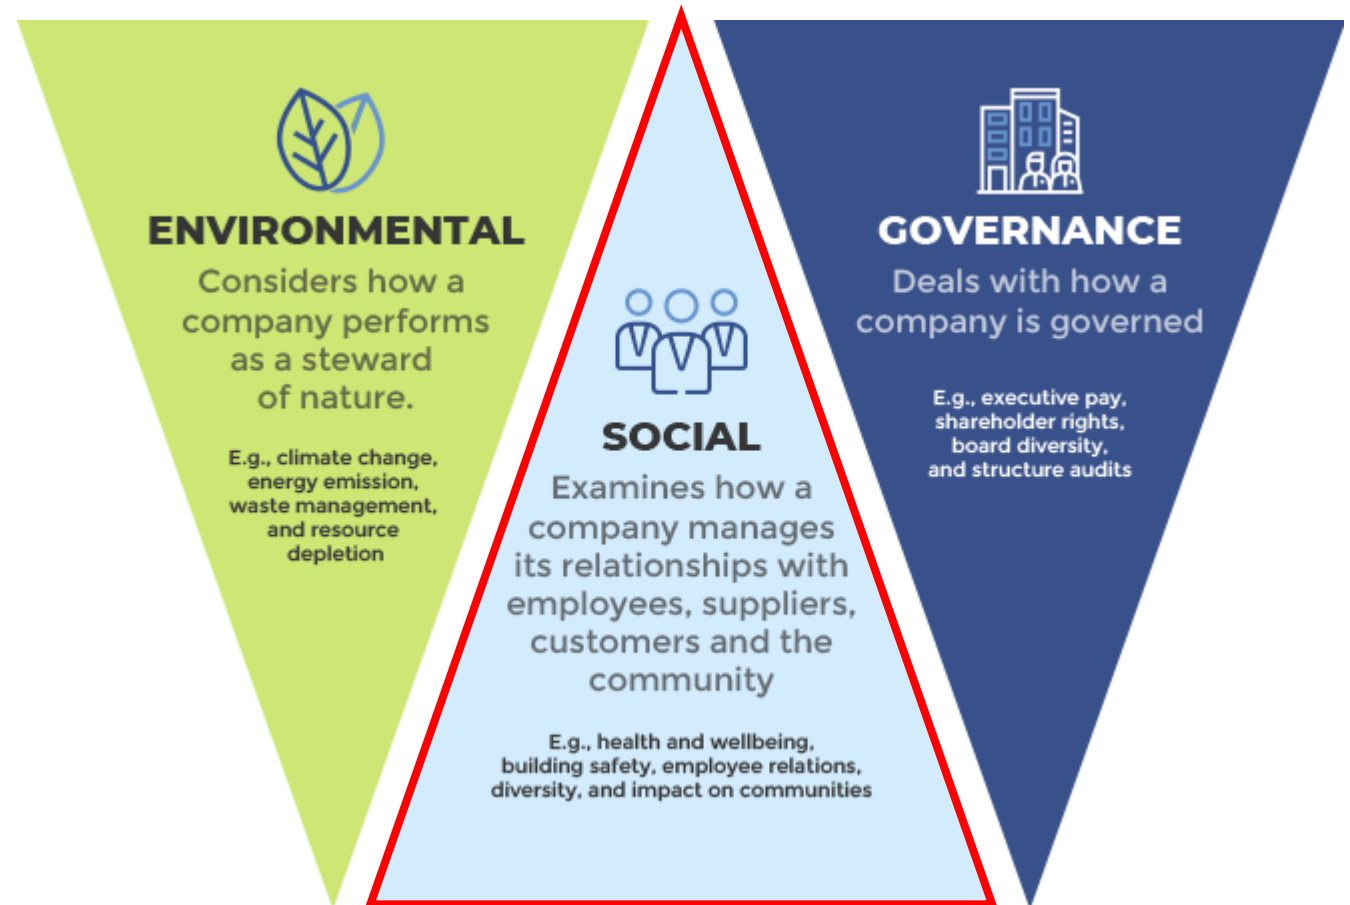 ENVIRONMENTAL
Considers how a
company performs
as a steward
of nature.
E.g., climate change,
energy emission,
waste management,
and resource
depletion
SOCIAL
Examines how a
company manages
its relationships with
employees, suppliers,
customers and the
community
E.g., health and wellbeing,
building safety, employee relations,
diversity, and impact on communities
GOVERNANCE
Deals with how a
company is governed
E.g., executive pay,
shareholder rights,
board diversity,
and structure audits